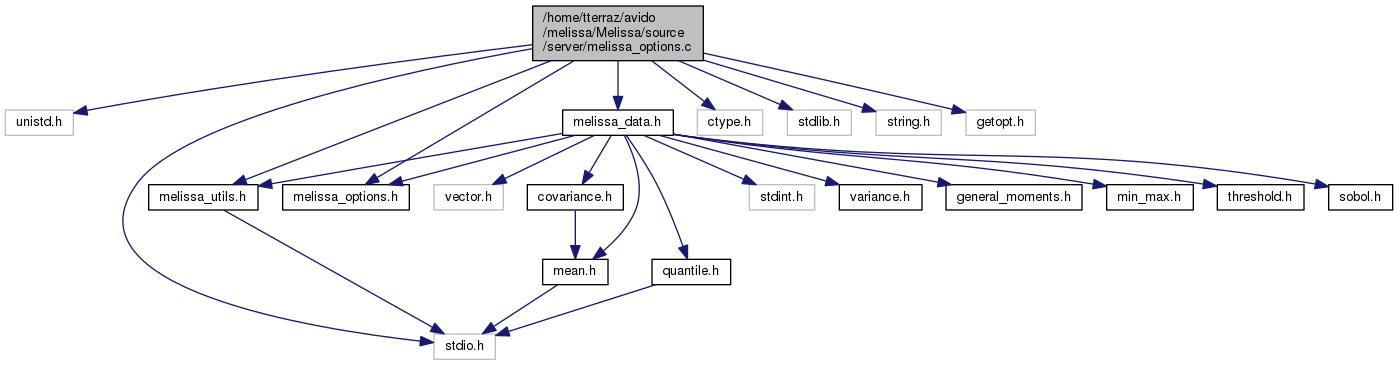 /home/tterraz/avido
/melissa/Melissa/source
/server/melissa_options.c
unistd.h
melissa_data.h
ctype.h
stdlib.h
string.h
getopt.h
melissa_utils.h
melissa_options.h
vector.h
covariance.h
stdint.h
variance.h
general_moments.h
min_max.h
threshold.h
sobol.h
mean.h
quantile.h
stdio.h